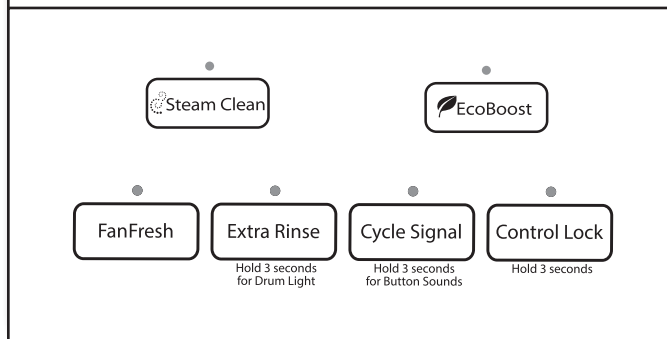 Steam Clean
EcoBoost
FanFresh
Extra Rinse
Cycle Signal
Control Lock
Hold 3 seconds
for Drum Light
Hold 3 seconds
for Button Sounds
Hold 3 seconds